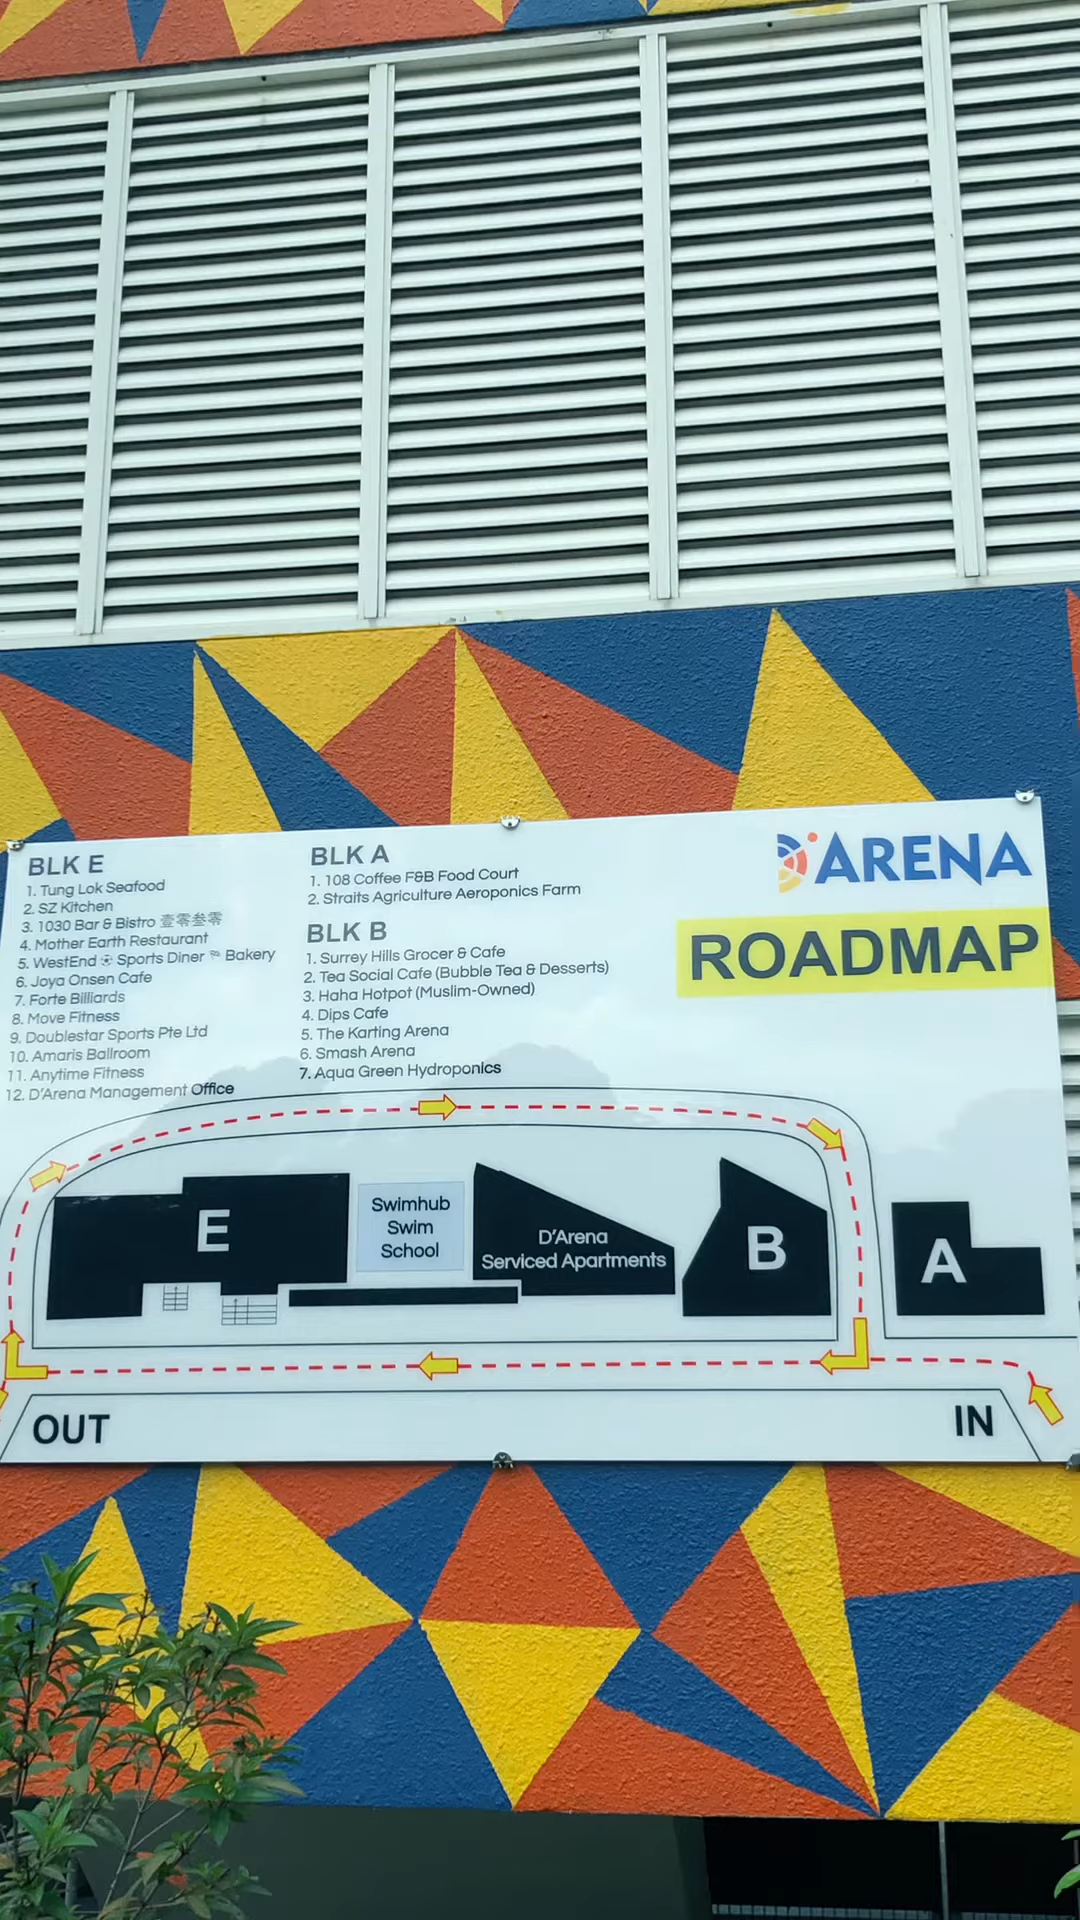 D'ARENA
ROADMAP
BLK E
1. Tung Lok Seafood
2. SZ Kitchen
3. 1030 Bar & Bistro 壹零叁零
4. Mother Earth Restaurant
5. WestEnd ⚽ Sports Diner 🏁 Bakery
6. Joya Onsen Cafe
7. Forte Billiards
8. Move Fitness
9. Doublestar Sports Pte Ltd
10. Amaris Ballroom
11. Anytime Fitness
12. D'Arena Management Office
BLK A
1. 108 Coffee F&B Food Court
2. Straits Agriculture Aeroponics Farm
BLK B
1. Surrey Hills Grocer & Cafe
2. Tea Social Cafe (Bubble Tea & Desserts)
3. Haha Hotpot (Muslim-Owned)
4. Dips Cafe
5. The Karting Arena
6. Smash Arena
7. Aqua Green Hydroponics
E
Swimhub
Swim
School
D'Arena
Serviced Apartments
B
A
OUT
IN